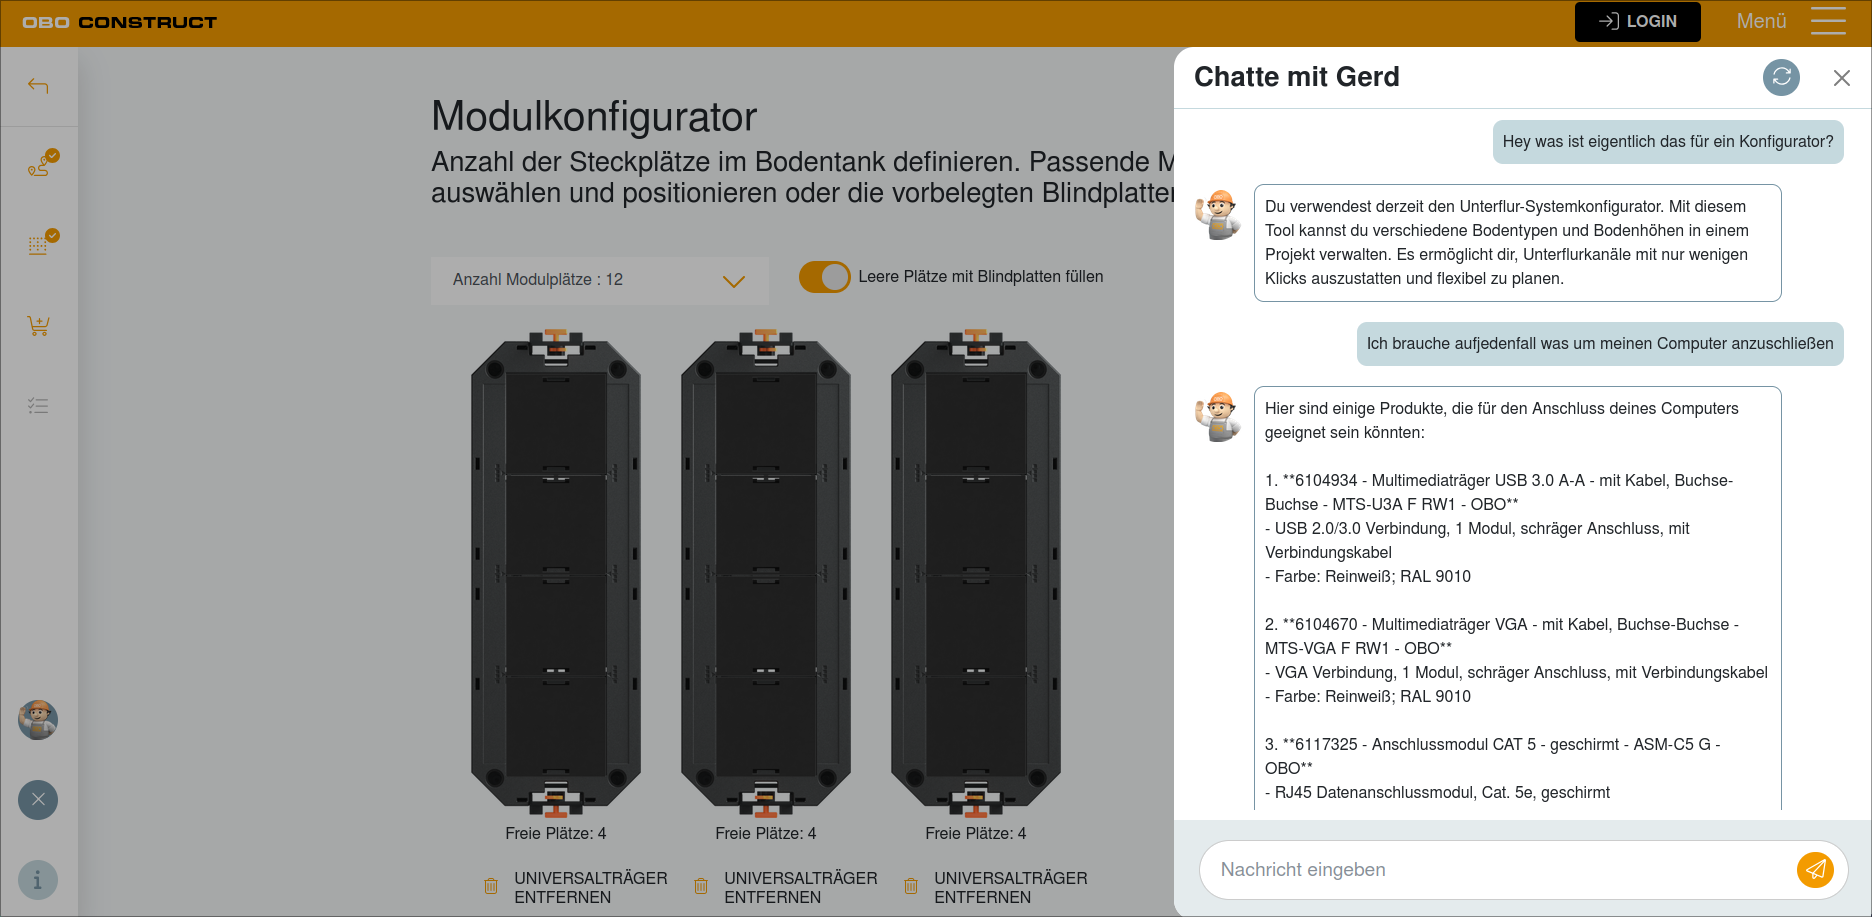 OBO CONSTRUCT
LOGIN
Menü
Modulkonfigurator
Anzahl der Steckplätze im Bodentank definieren. Passende M
auswählen und positionieren oder die vorbelegten Blindplatten
Anzahl Modulplätze : 12
Leere Plätze mit Blindplatten füllen
Freie Plätze: 4
Freie Plätze: 4
Freie Plätze: 4
UNIVERSALTRÄGER
ENTFERNEN
UNIVERSALTRÄGER
ENTFERNEN
UNIVERSALTRÄGER
ENTFERNEN
Chatte mit Gerd
Hey was ist eigentlich das für ein Konfigurator?
Du verwendest derzeit den Unterflur-Systemkonfigurator. Mit diesem
Tool kannst du verschiedene Bodentypen und Bodenhöhen in einem
Projekt verwalten. Es ermöglicht dir, Unterflurkanäle mit nur wenigen
Klicks auszustatten und flexibel zu planen.
Ich brauche aufjedenfall was um meinen Computer anzuschließen
Hier sind einige Produkte, die für den Anschluss deines Computers
geeignet sein könnten:
1. **6104934 - Multimediaträger USB 3.0 A-A - mit Kabel, Buchse-
Buchse - MTS-U3A F RW1 - OBO**
- USB 2.0/3.0 Verbindung, 1 Modul, schräger Anschluss, mit
Verbindungskabel
- Farbe: Reinweiß; RAL 9010
2. **6104670 - Multimediaträger VGA - mit Kabel, Buchse-Buchse -
MTS-VGA F RW1 - OBO**
- VGA Verbindung, 1 Modul, schräger Anschluss, mit Verbindungskabel
- Farbe: Reinweiß; RAL 9010
3. **6117325 - Anschlussmodul CAT 5 - geschirmt - ASM-C5 G -
OBO**
- RJ45 Datenanschlussmodul, Cat. 5e, geschirmt
Nachricht eingeben